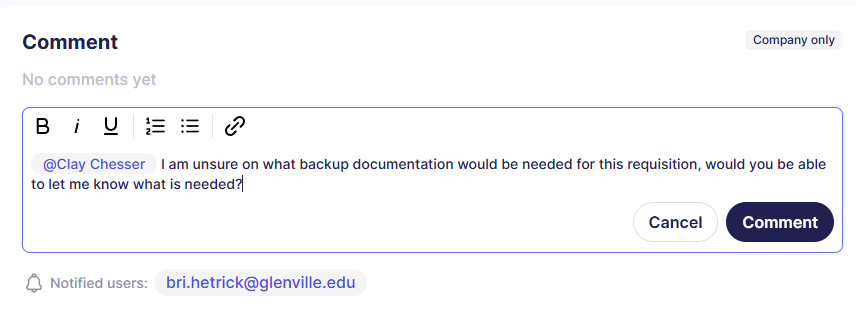 Comment
Company only
No comments yet
B i U
@Clay Chesser I am unsure on what backup documentation would be needed for this requisition, would you be able
to let me know what is needed?
Cancel Comment
Notified users: bri.hetrick@glenville.edu